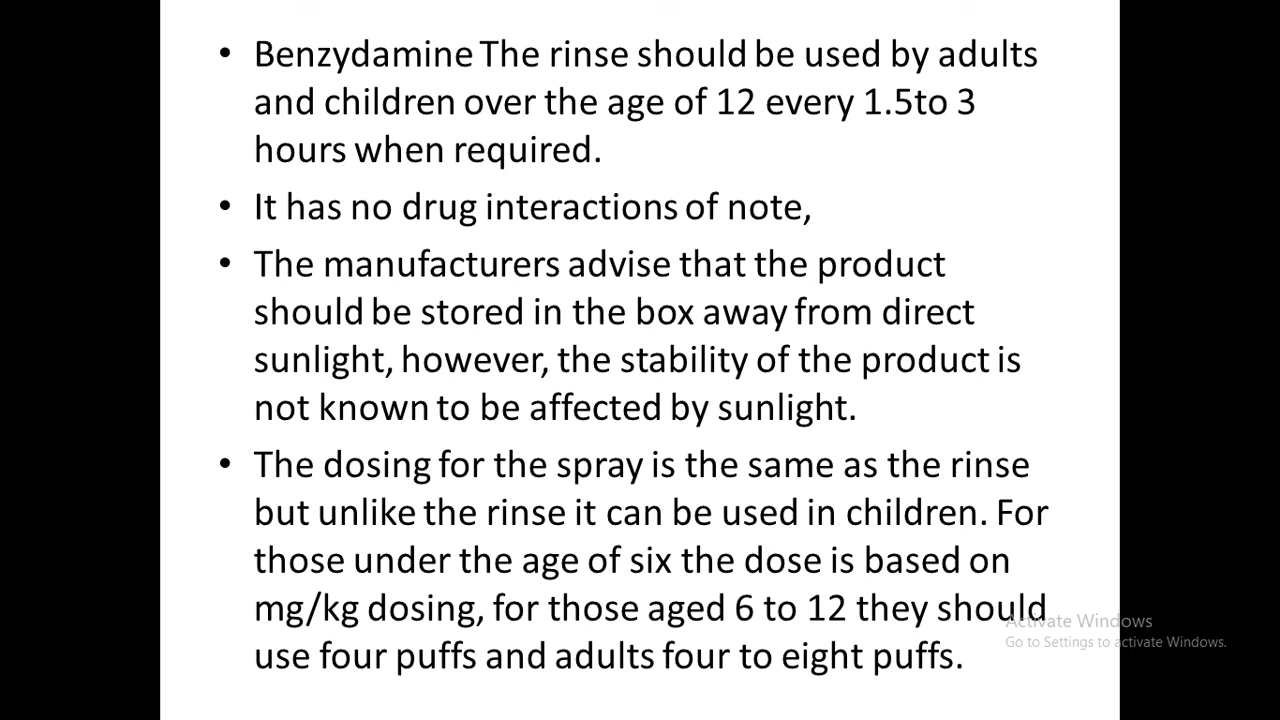 • Benzydamine The rinse should be used by adults
and children over the age of 12 every 1.5to 3
hours when required.
• It has no drug interactions of note,
• The manufacturers advise that the product
should be stored in the box away from direct
sunlight, however, the stability of the product is
not known to be affected by sunlight.
• The dosing for the spray is the same as the rinse
but unlike the rinse it can be used in children. For
those under the age of six the dose is based on
mg/kg dosing, for those aged 6 to 12 they should
use four puffs and adults four to eight puffs.
Activate Windows
Go to Settings to activate Windows.